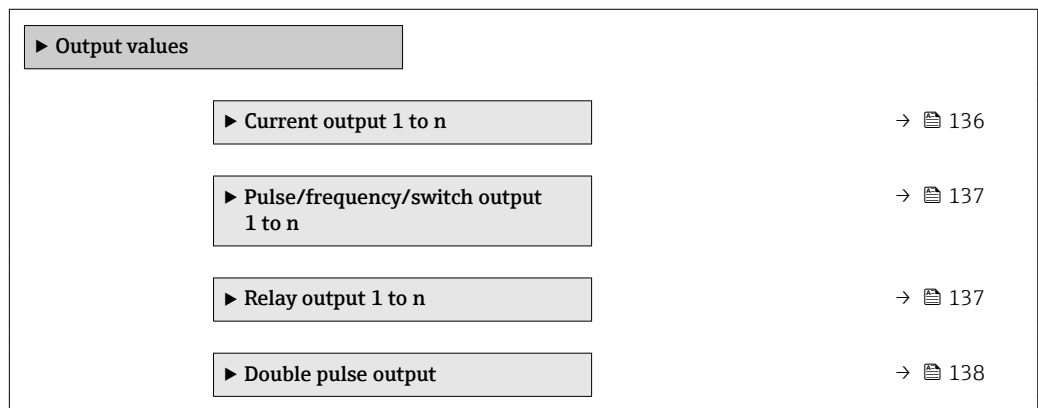 ▶ Output values
▶ Current output 1 to n → 136
▶ Pulse/frequency/switch output
1 to n → 137
▶ Relay output 1 to n → 137
▶ Double pulse output → 138